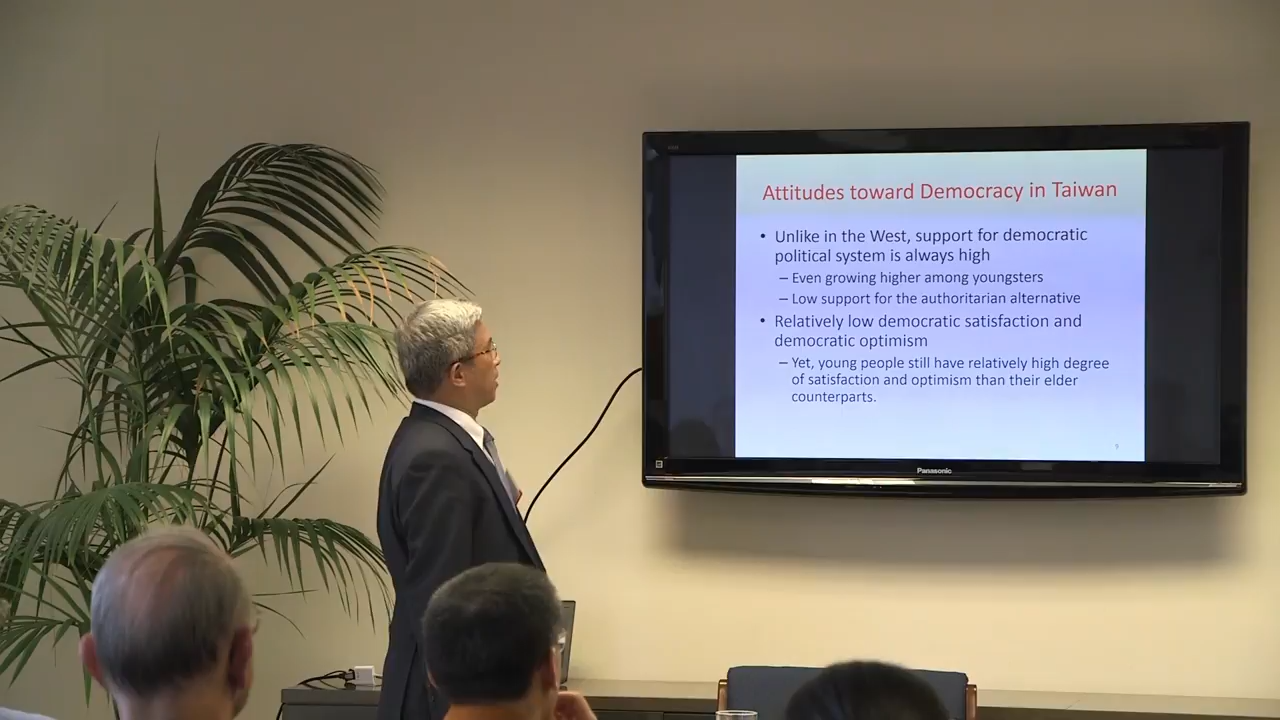 Attitudes toward Democracy in Taiwan
• Unlike in the West, support for democratic
political system is always high
– Even growing higher among youngsters
– Low support for the authoritarian alternative
• Relatively low democratic satisfaction and
democratic optimism
– Yet, young people still have relatively high degree
of satisfaction and optimism than their elder
counterparts.
Panasonic